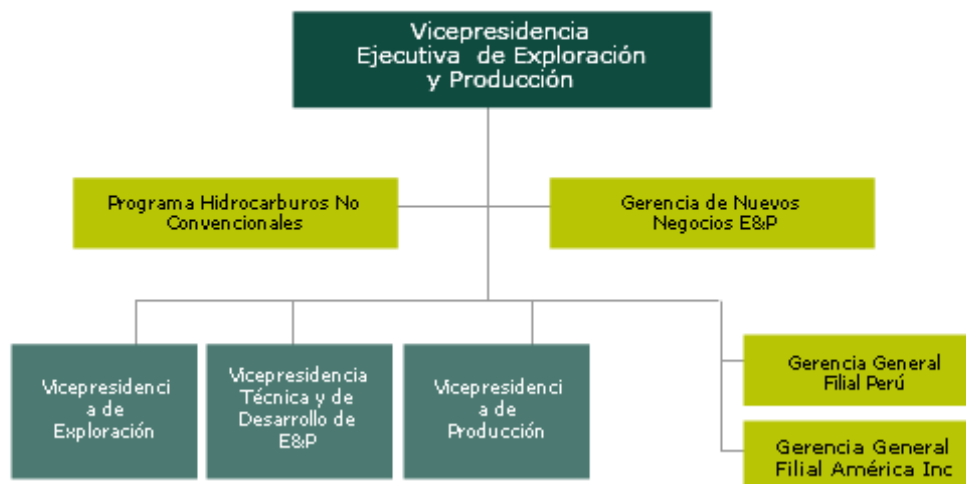 Vicepresidencia
Ejecutiva de Exploración
y Producción
Programa Hidrocarburos No
Convencionales
Gerencia de Nuevos
Negocios E&P
Vicepresidenci
a de
Exploración
Vicepresidencia
Técnica y de
Desarrollo de
E&P
Vicepresidenci
a de
Producción
Gerencia General
Filial Perú
Gerencia General
Filial América Inc